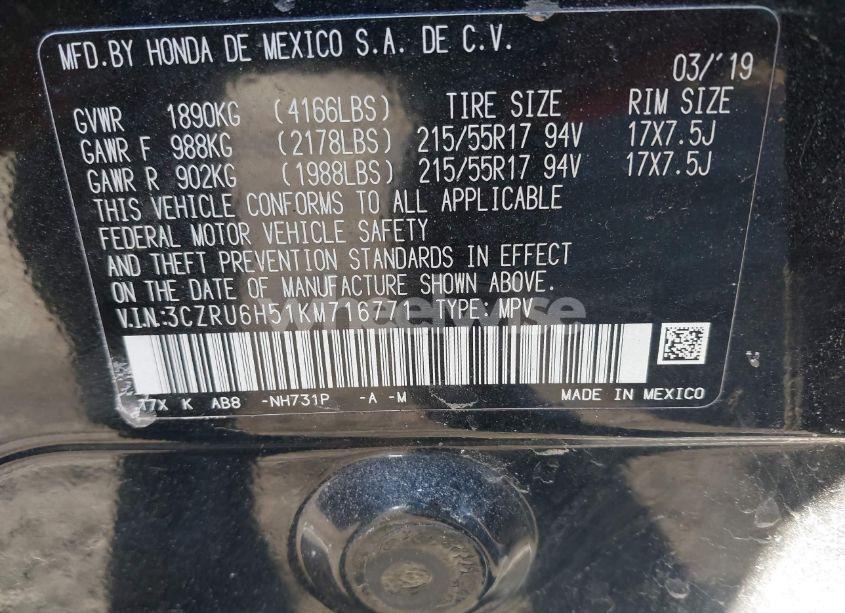 MFD.BY HONDA DE MEXICO S.A. DE C.V.
03/'19
GVWR 1890KG (4166LBS) TIRE SIZE RIM SIZE
GAWR F 988KG (2178LBS) 215/55R17 94V 17X7.5J
GAWR R 902KG (1988LBS) 215/55R17 94V 17X7.5J
THIS VEHICLE CONFORMS TO ALL APPLICABLE
FEDERAL MOTOR VEHICLE SAFETY
AND THEFT PREVENTION STANDARDS IN EFFECT
ON THE DATE OF MANUFACTURE SHOWN ABOVE.
V.I.N:3CZRU6H51KM716771 TYPE:MPV
wheelwise
K AB8 -NH731P -A -M MADE IN MEXICO